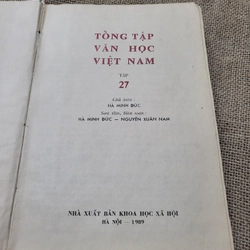 TỔNG TẬP
VĂN HỌC
VIỆT NAM
TẬP
27
Chủ biên :
HÀ MINH ĐỨC
Sưu tầm, biên soạn :
HÀ MINH ĐỨC — NGUYỄN XUÂN NAM
NHÀ XUẤT BẢN KHOA HỌC XÃ HỘI
HÀ NỘI — 1989